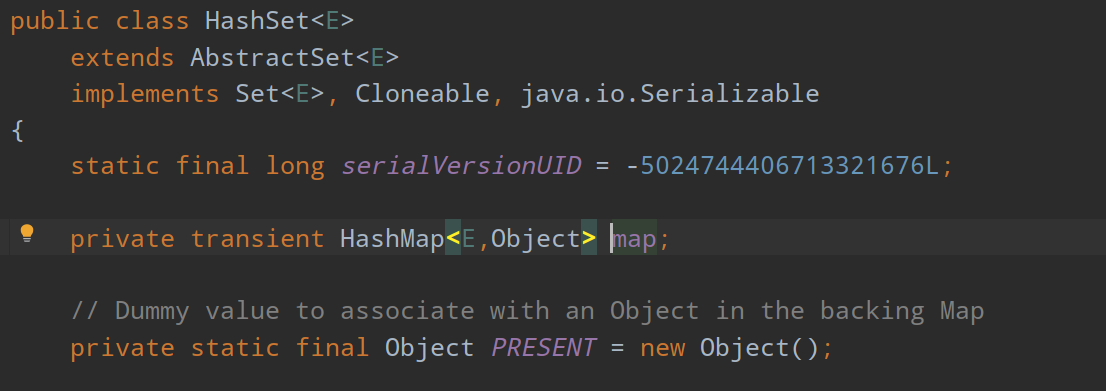 public class HashSet<E>
extends AbstractSet<E>
implements Set<E>, Cloneable, java.io.Serializable
{
static final long serialVersionUID = -5024744406713321676L;
private transient HashMap<E,Object> map;
// Dummy value to associate with an Object in the backing Map
private static final Object PRESENT = new Object();